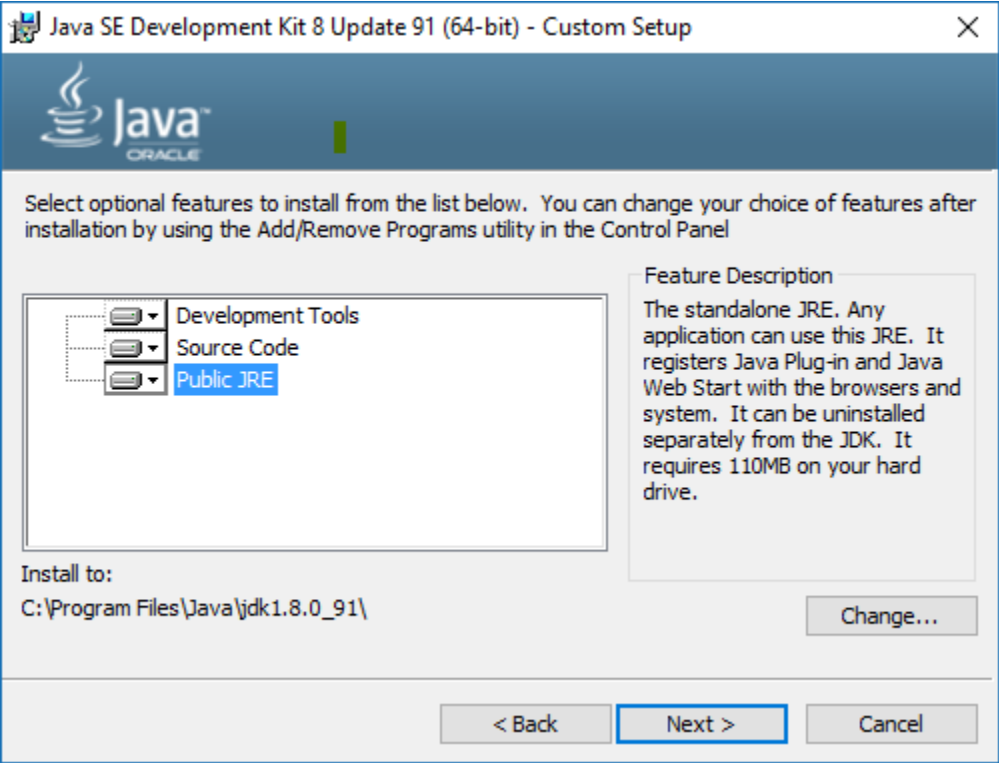 Java SE Development Kit 8 Update 91 (64-bit) - Custom Setup
Java™
ORACLE
Select optional features to install from the list below.  You can change your choice of features after
installation by using the Add/Remove Programs utility in the Control Panel
Development Tools
Source Code
Public JRE
Feature Description
The standalone JRE. Any
application can use this JRE.  It
registers Java Plug-in and Java
Web Start with the browsers and
system.  It can be uninstalled
separately from the JDK.  It
requires 110MB on your hard
drive.
Install to:
C:\Program Files\Java\jdk1.8.0_91\
Change...
< Back
Next >
Cancel